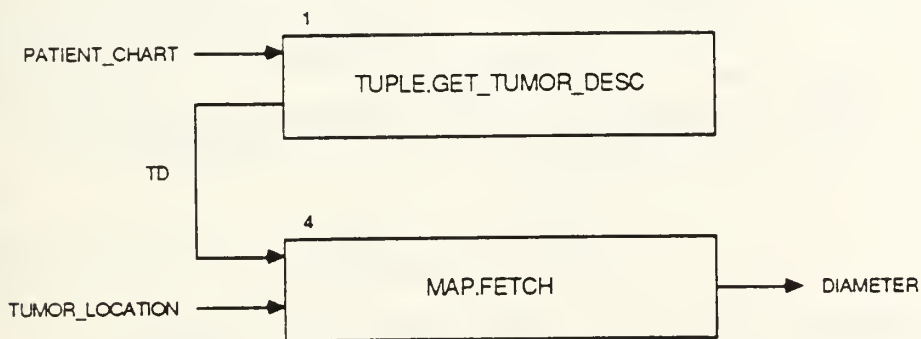 1
PATIENT_CHART
TUPLE.GET_TUMOR_DESC
TD
4
MAP.FETCH
DIAMETER
TUMOR_LOCATION